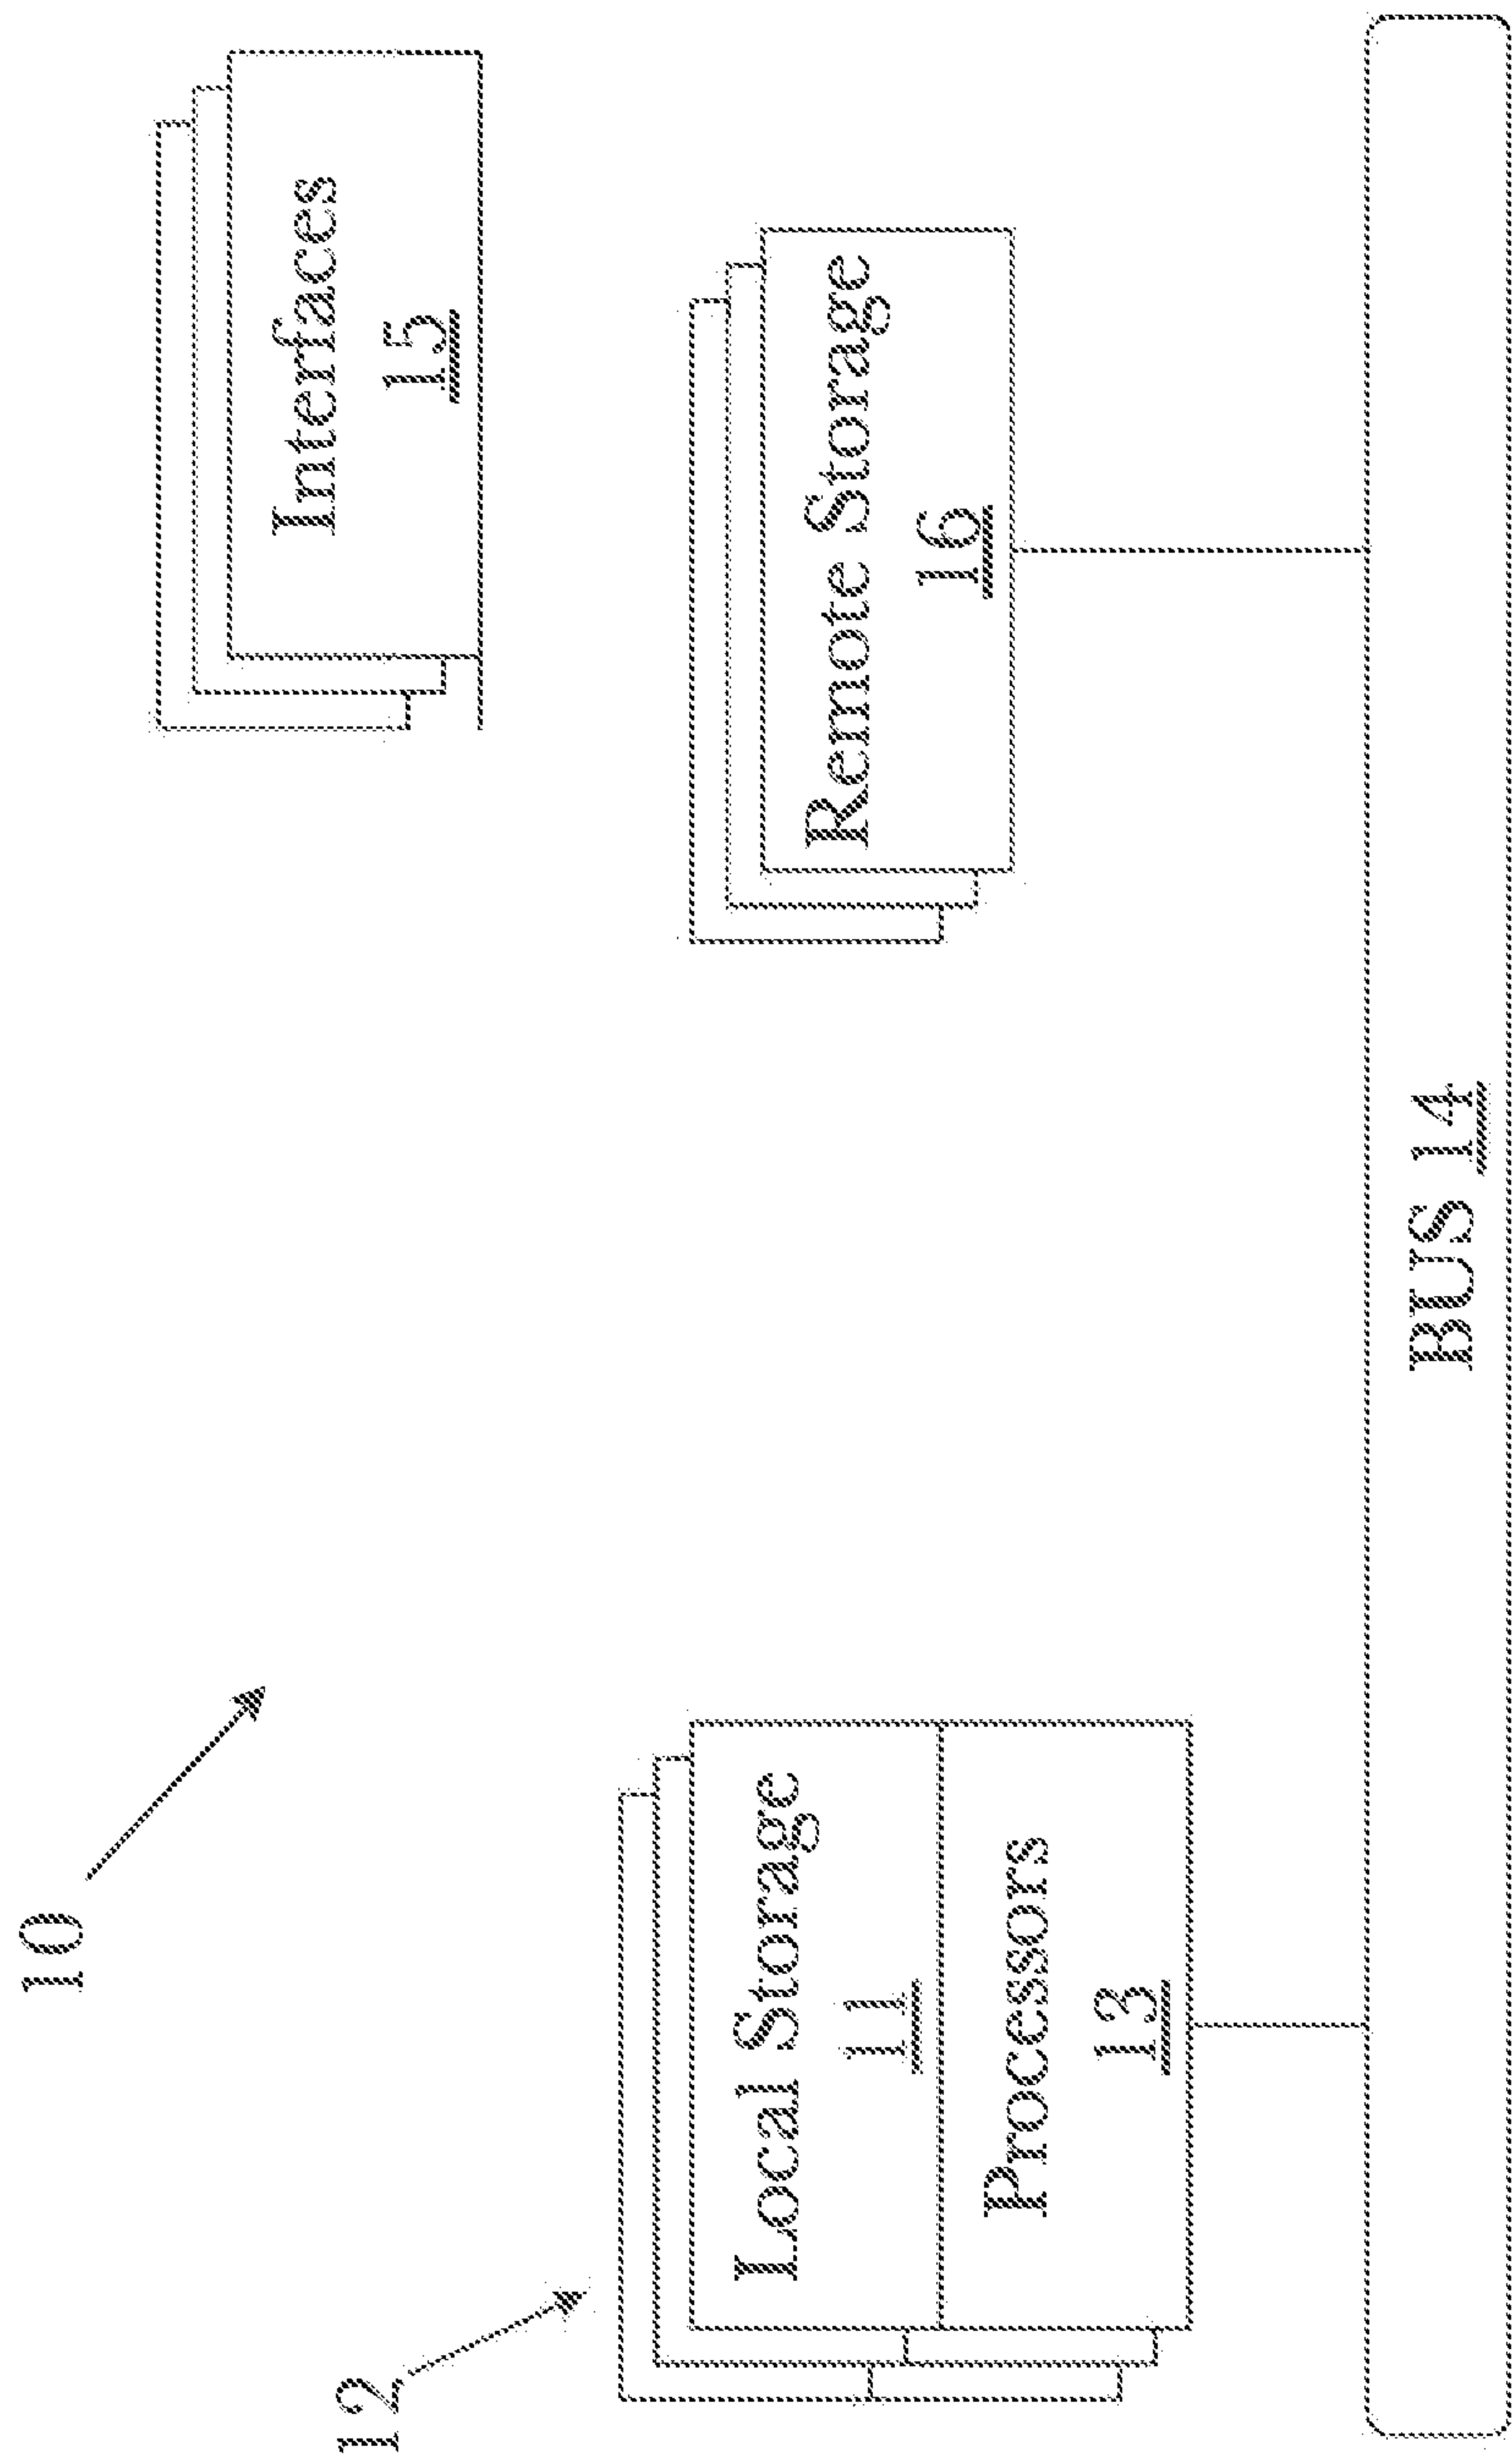 10
12
Local Storage
11
Processors
13
Interfaces
15
Remote Storage
16
BUS 14